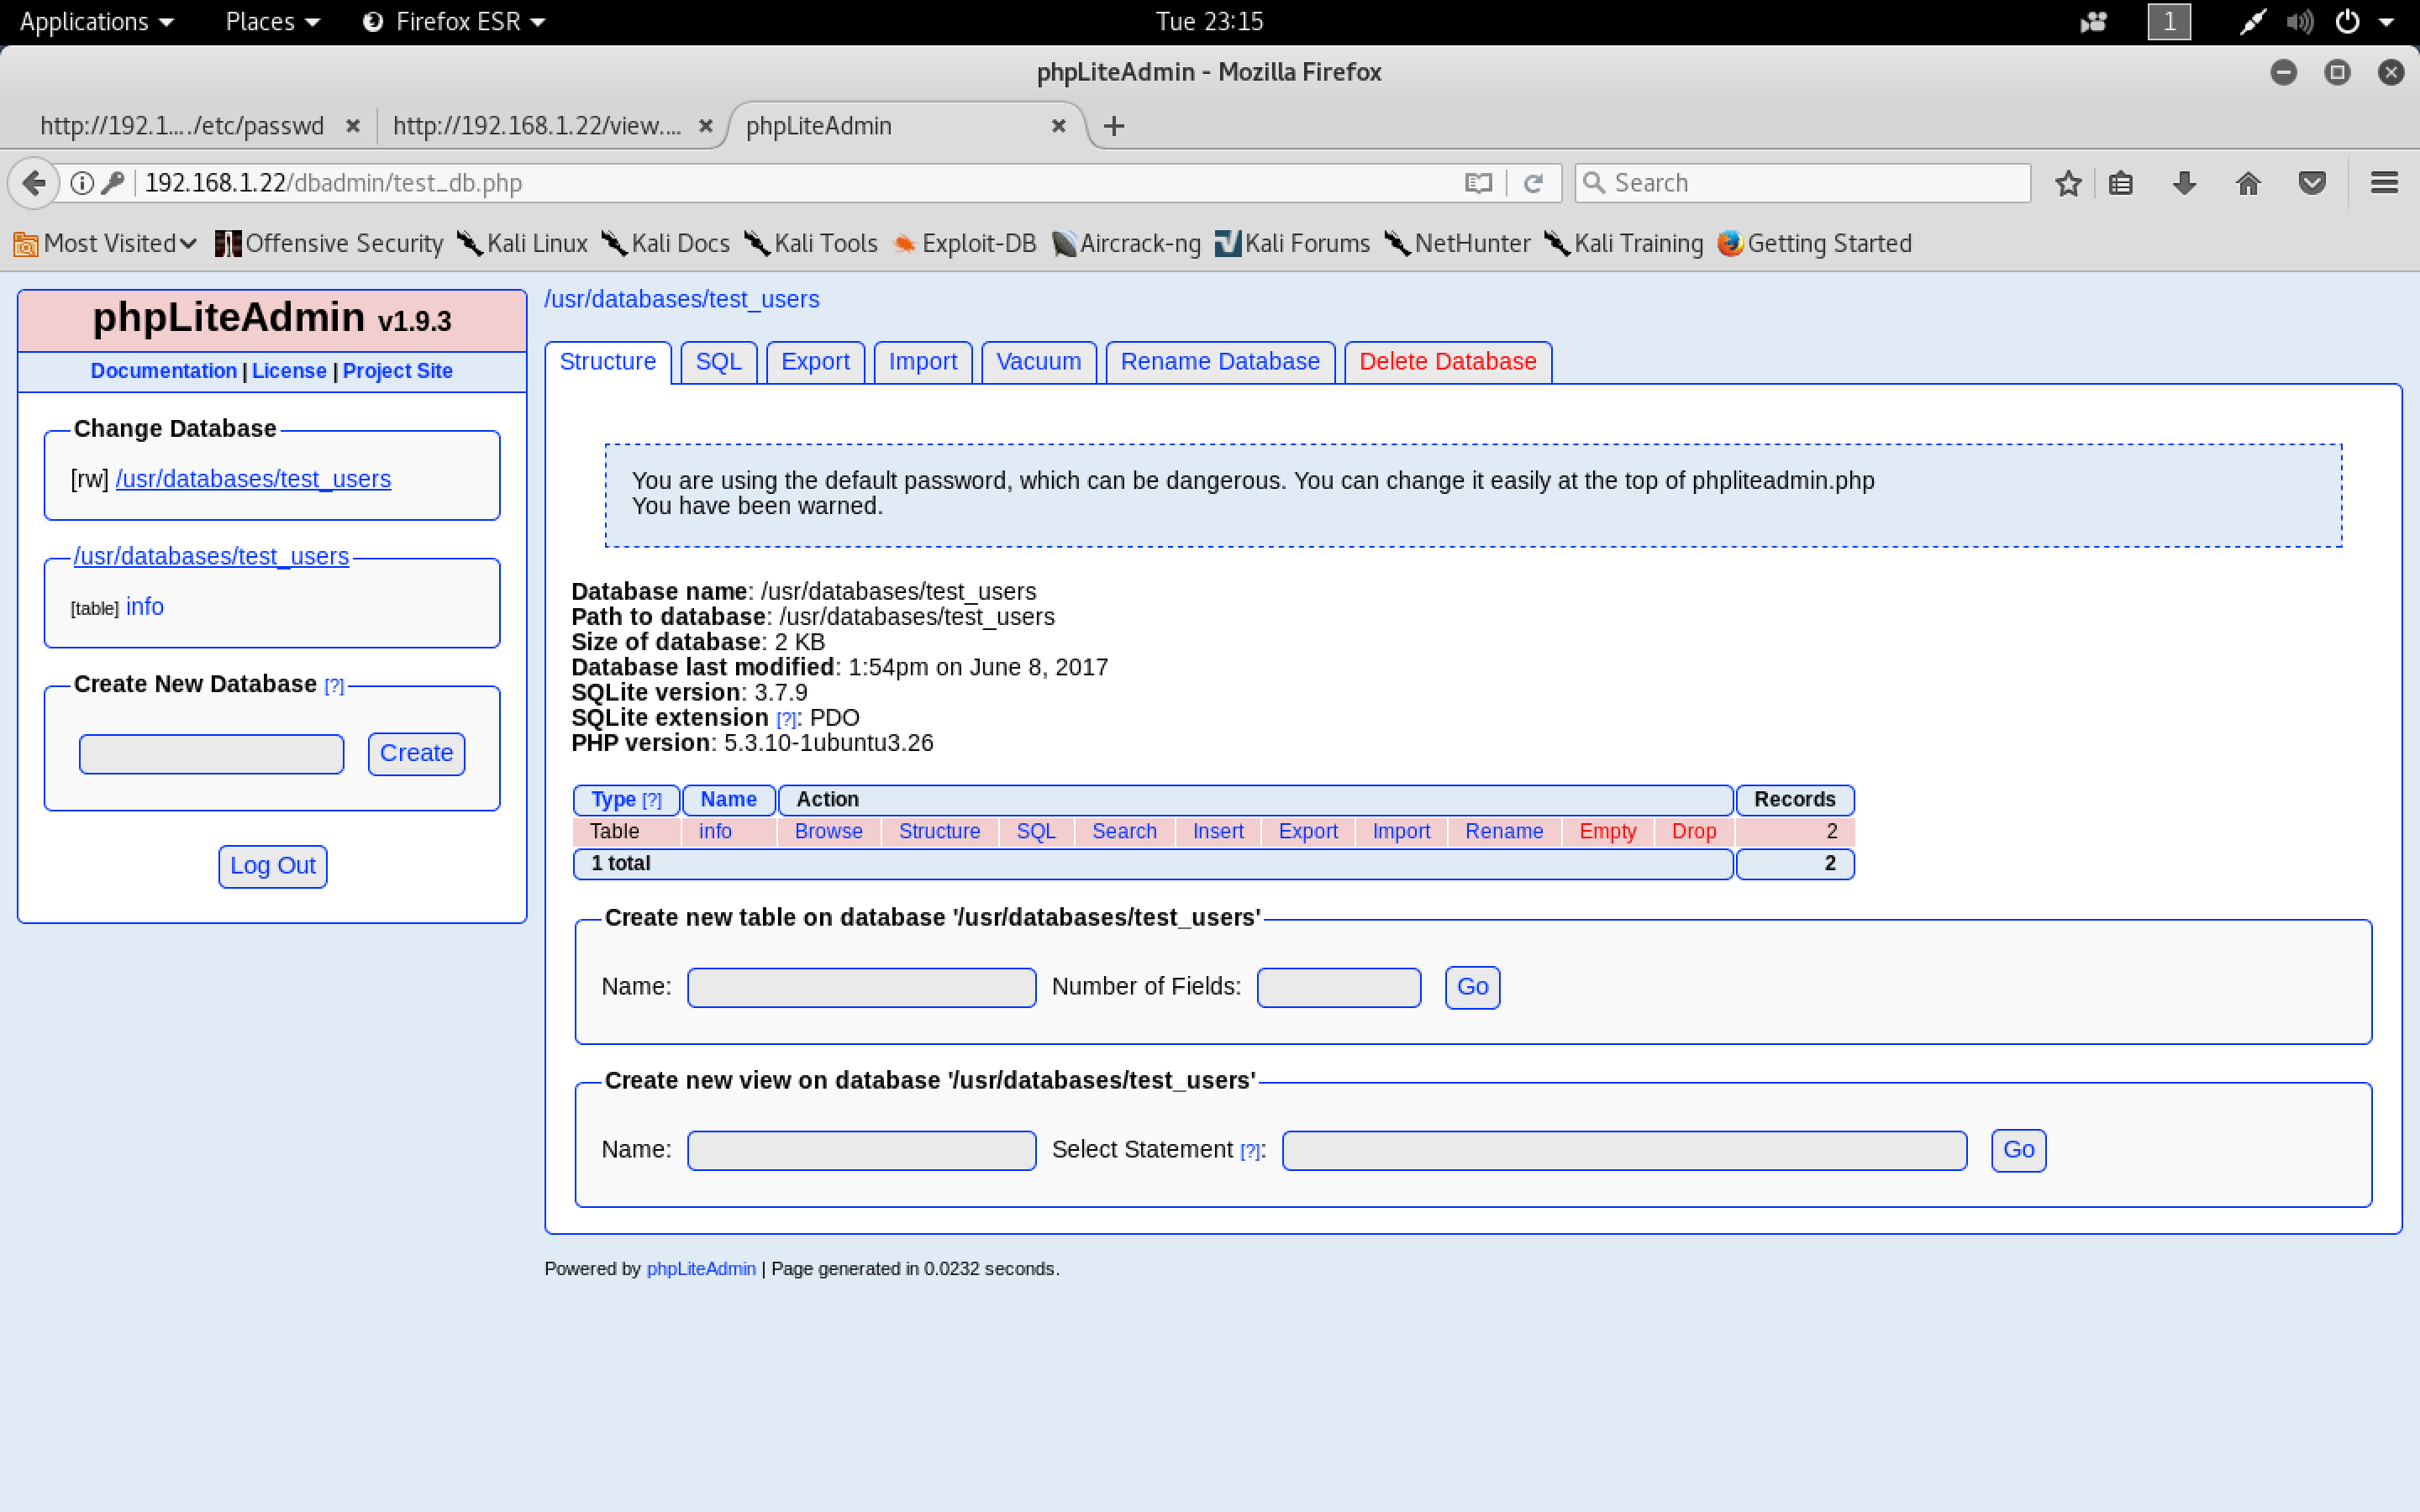 Applications Places Firefox ESR Tue 23:15 1
phpLiteAdmin - Mozilla Firefox
http://192.1..../etc/passwd http://192.168.1.22/view.... phpLiteAdmin
192.168.1.22/dbadmin/test_db.php Search
Most Visited Offensive Security Kali Linux Kali Docs Kali Tools Exploit-DB Aircrack-ng Kali Forums NetHunter Kali Training Getting Started
phpLiteAdmin v1.9.3
Documentation | License | Project Site
Change Database
[rw] /usr/databases/test_users
/usr/databases/test_users
[table] info
Create New Database [?]
Create
Log Out
/usr/databases/test_users
Structure SQL Export Import Vacuum Rename Database Delete Database
You are using the default password, which can be dangerous. You can change it easily at the top of phpliteadmin.php
You have been warned.
Database name: /usr/databases/test_users
Path to database: /usr/databases/test_users
Size of database: 2 KB
Database last modified: 1:54pm on June 8, 2017
SQLite version: 3.7.9
SQLite extension [?]: PDO
PHP version: 5.3.10-1ubuntu3.26
Type [?] Name Action Records
Table info Browse Structure SQL Search Insert Export Import Rename Empty Drop 2
1 total 2
Create new table on database '/usr/databases/test_users'
Name: Number of Fields: Go
Create new view on database '/usr/databases/test_users'
Name: Select Statement [?]: Go
Powered by phpLiteAdmin | Page generated in 0.0232 seconds.